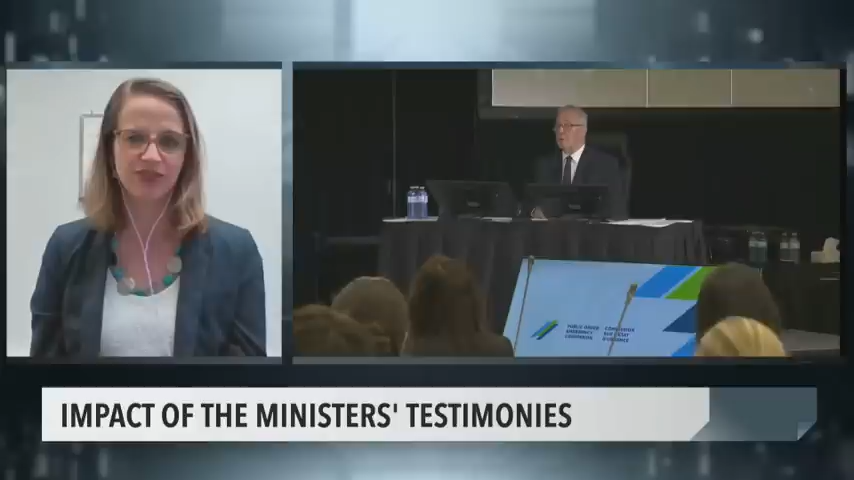 PUBLIC ORDER
EMERGENCY
COMMISSION
COMMISSION
SUR L'ÉTAT
D'URGENCE
IMPACT OF THE MINISTERS' TESTIMONIES